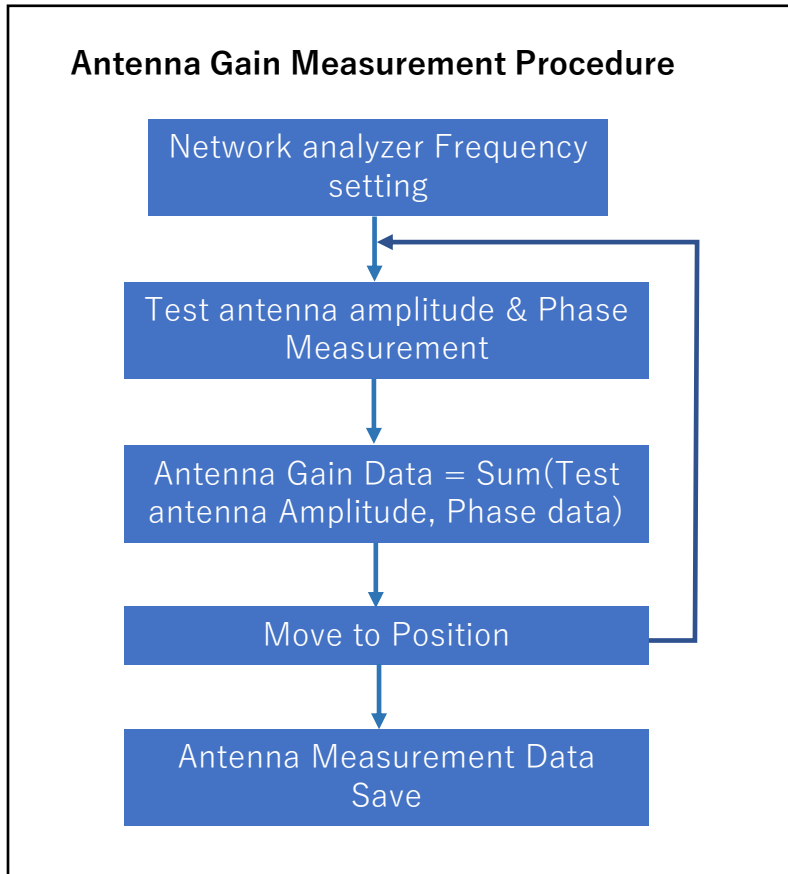 Antenna Gain Measurement Procedure
Network analyzer Frequency
setting
Test antenna amplitude & Phase
Measurement
Antenna Gain Data = Sum(Test
antenna Amplitude, Phase data)
Move to Position
Antenna Measurement Data
Save